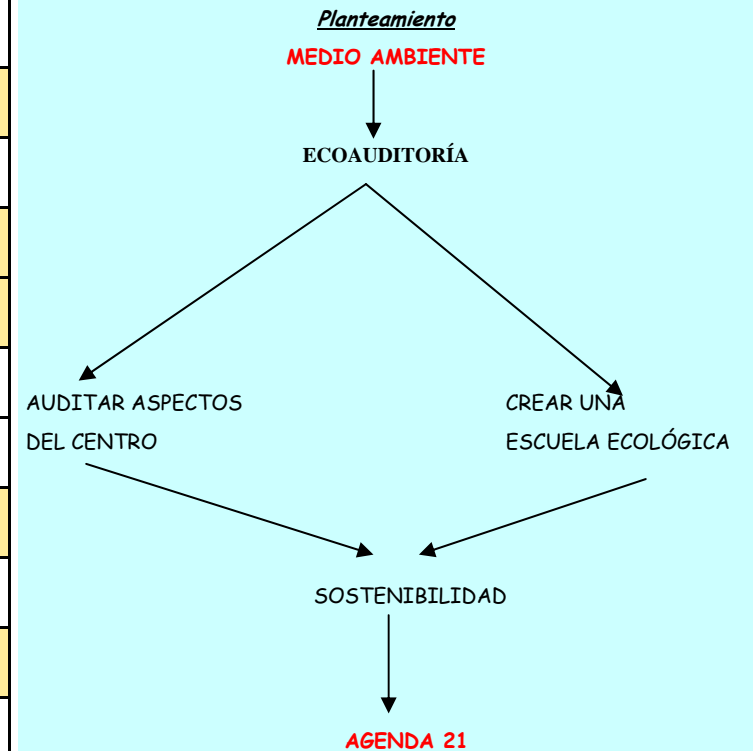 Planteamiento
MEDIO AMBIENTE
ECOAUDITORÍA
AUDITAR ASPECTOS
DEL CENTRO
CREAR UNA
ESCUELA ECOLÓGICA
SOSTENIBILIDAD
AGENDA 21